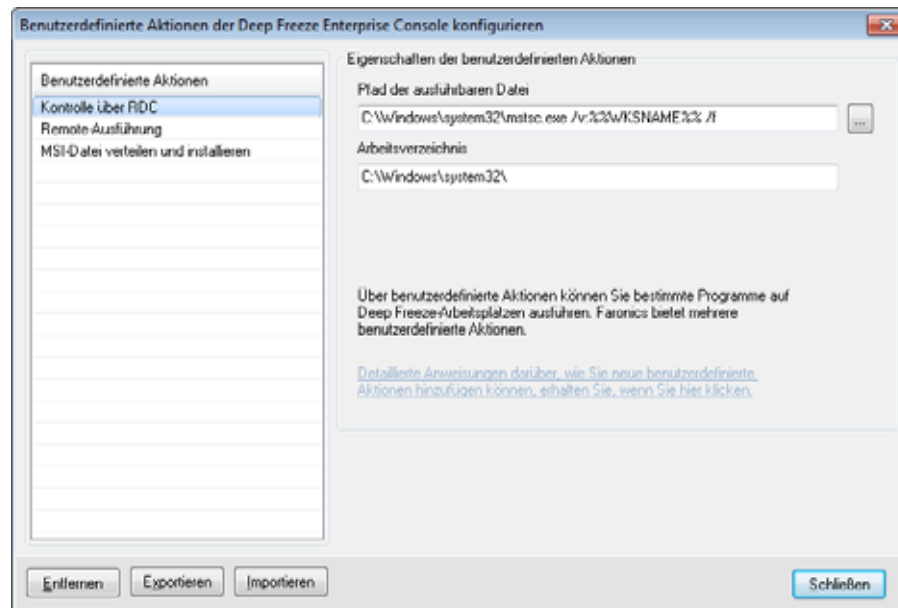 Benutzerdefinierte Aktionen der Deep Freeze Enterprise Console konfigurieren
Benutzerdefinierte Aktionen
Kontrolle über RDC
Remote-Ausführung
MSI-Datei verteilen und installieren
Eigenschaften der benutzerdefinierten Aktionen
Pfad der ausführbaren Datei
C:\Windows\system32\mstsc.exe /v:%%WKSNAME%% /f
...
Arbeitsverzeichnis
C:\Windows\system32\
Über benutzerdefinierte Aktionen können Sie bestimmte Programme auf
Deep Freeze-Arbeitsplätzen ausführen. Faronics bietet mehrere
benutzerdefinierte Aktionen.
Detaillierte Anweisungen darüber, wie Sie neue benutzerdefinierte
Aktionen hinzufügen können, erhalten Sie, wenn Sie hier klicken.
Entfernen
Exportieren
Importieren
Schließen